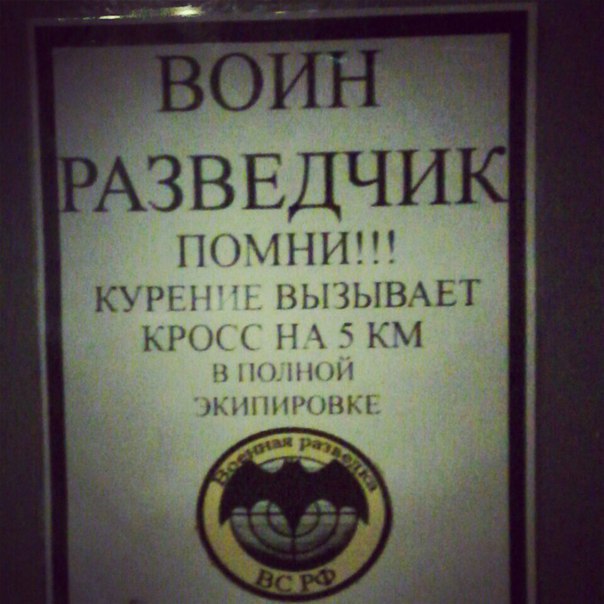 ВОИН
РАЗВЕДЧИК
ПОМНИ!!!
КУРЕНИЕ ВЫЗЫВАЕТ
КРОСС НА 5 КМ
В ПОЛНОЙ
ЭКИПИРОВКЕ
Военная разведка
ВС РФ